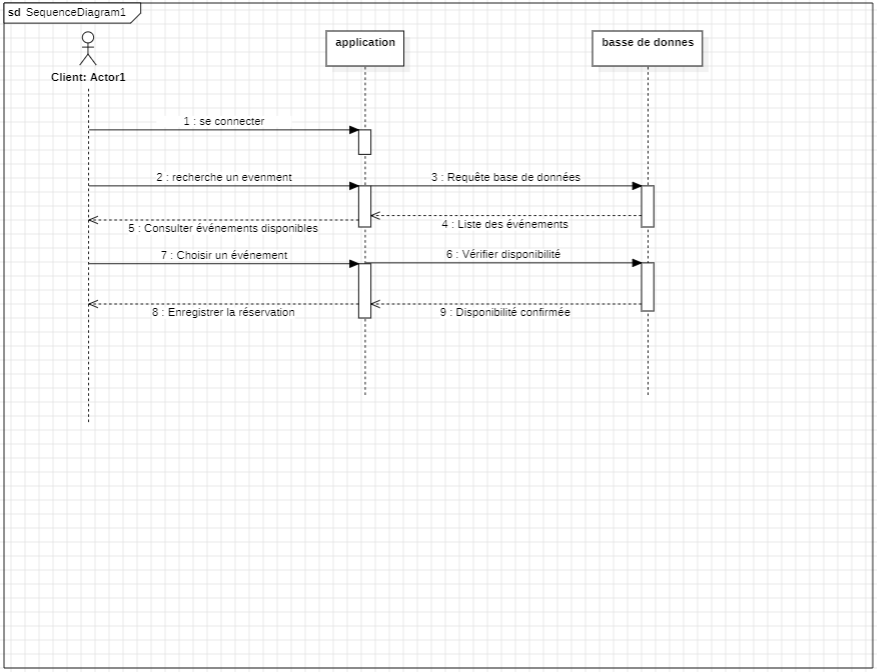 sd SequenceDiagram1
application
basse de donnes
Client: Actor1
1 : se connecter
2 : recherche un evenment
3 : Requête base de données
4 : Liste des événements
5 : Consulter événements disponibles
6 : Vérifier disponibilité
7 : Choisir un événement
8 : Enregistrer la réservation
9 : Disponibilité confirmée